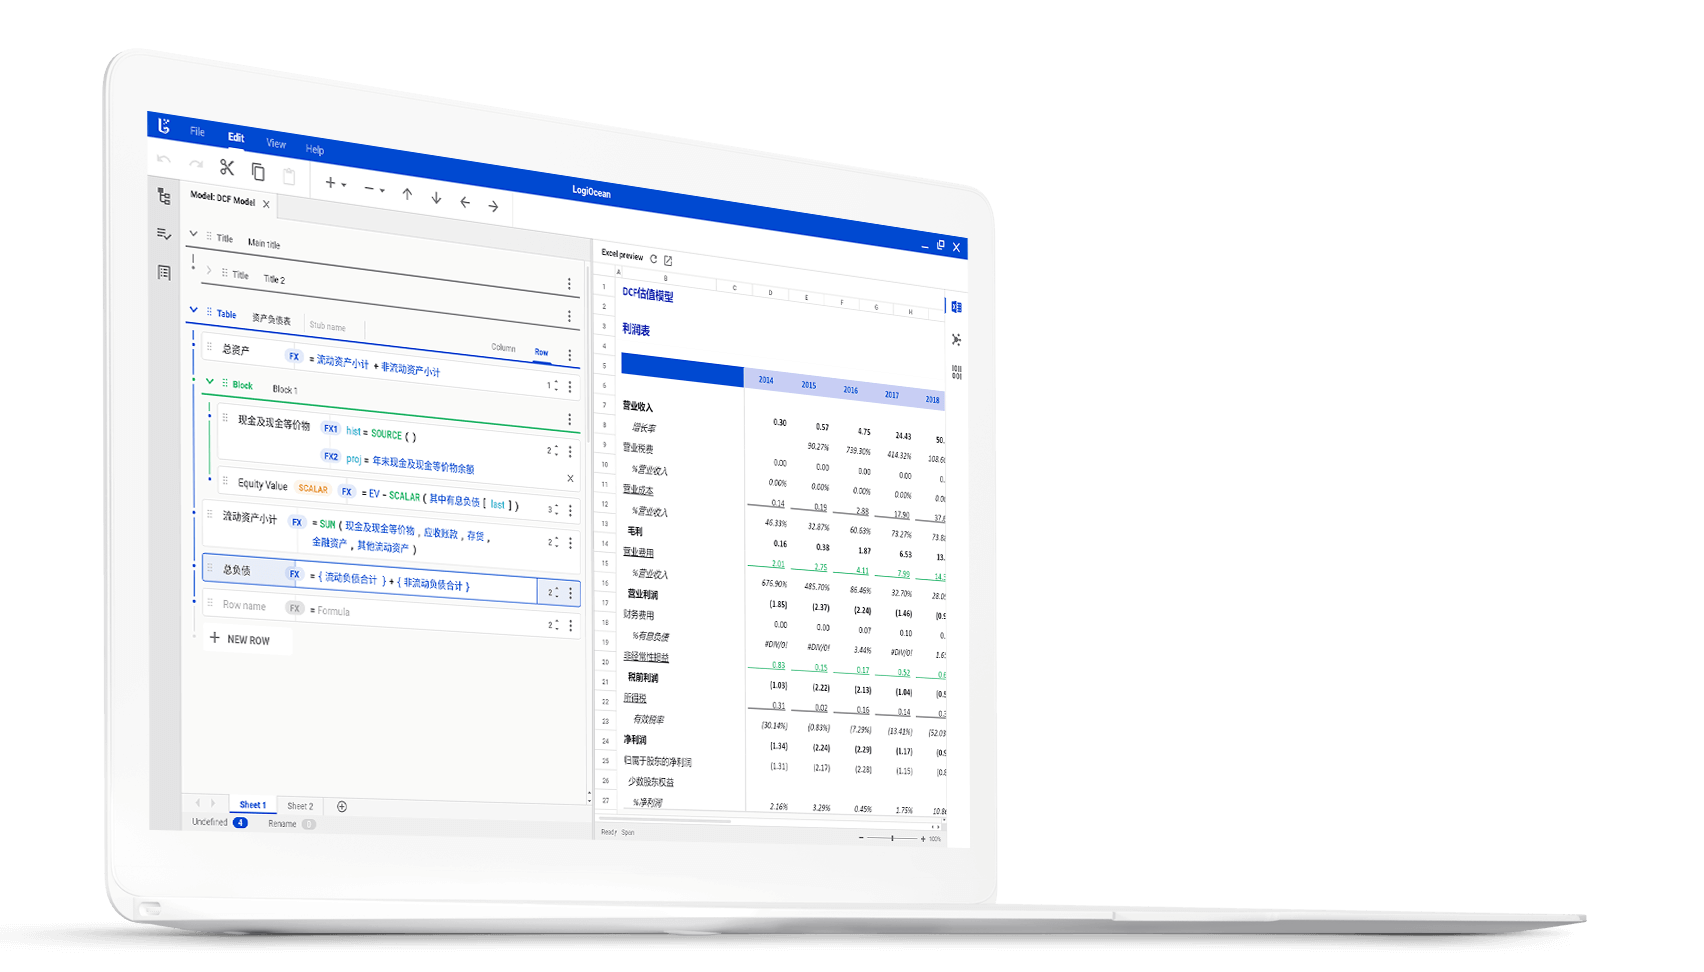 File Edit View Help
LogiOcean
Model: DCF Model
Title Main title
Title Title 2
Table 资产负债表 Stub name
Column Row
总资产 FX = 流动资产小计 + 非流动资产小计 1
Block Block 1
现金及现金等价物 FX1 hist = SOURCE ( ) 2
FX2 proj = 年末现金及现金等价物余额
Equity Value SCALAR FX = EV - SCALAR ( 其中有息负债 [ last ] ) 3
流动资产小计 FX = SUN ( 现金及现金等价物 , 应收账款 , 存货 , 2
金融资产 , 其他流动资产 )
总负债 FX = { 流动负债合计 } + { 非流动负债合计 } 2
Row name FX = Formula 2
+ NEW ROW
Sheet 1 Sheet 2
Undefined 4 Rename 0
Excel preview
A B C D E F G H
1 DCF估值模型
2
3 利润表
4
5
6 2014 2015 2016 2017 2018
7 营业收入 0.30 0.57 4.75 24.43 50.
8 增长率 90.27% 739.30% 414.32% 108.6
9 营业税费 0.00 0.00 0.00 0.00 0.
10 %营业收入 0.00% 0.00% 0.00% 0.00% 0.0
11 营业成本 0.14 0.19 2.88 17.90 37.
12 %营业收入 46.33% 32.87% 60.63% 73.27% 73.8
13 毛利 0.16 0.38 1.87 6.53 13.
14 营业费用 2.01 2.75 4.11 7.99 14.
15 %营业收入 676.90% 485.70% 86.46% 32.70% 28.0
16 营业利润 (1.85) (2.37) (2.24) (1.46) (0.9
17 财务费用 0.00 0.00 0.07 0.10 0.
18 %有息负债 #DIV/0! #DIV/0! 3.44% #DIV/0! 1.6
19 非经常性损益 0.83 0.15 0.17 0.52 0.6
20 税前利润 (1.03) (2.22) (2.13) (1.04) (0.5
21 所得税 0.31 0.02 0.16 0.14 0.3
22 有效税率 (30.14%) (0.83%) (7.29%) (13.41%) (52.03
23 净利润 (1.34) (2.24) (2.29) (1.17) (0.9
24 归属于股东的净利润 (1.31) (2.17) (2.28) (1.15) (0.8
25 少数股东权益
26 %净利润 2.16% 3.29% 0.45% 1.75% 10.8
27
Ready Span
100%